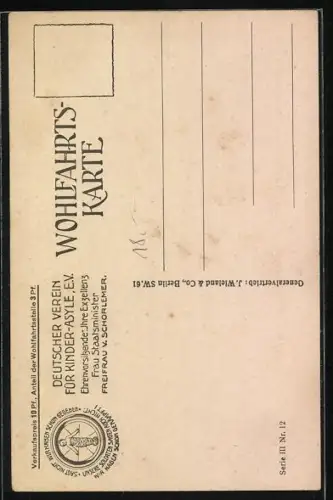 Verkaufspreis 10 Pf., Anteil der Wohlfahrtsstelle 3 Pf.
DEUTSCHER VEREIN
FÜR KINDER-ASYLE, E.V.
Ehrenvorsitzende: Ihre Exzellenz
Frau Staatsminister
FREIFRAU V. SCHORLEMER.
WOHLFAHRTS-
KARTE
18.-
Generalvertrieb: J. Wieland & Co., Berlin SW. 61
Serie III Nr. 12